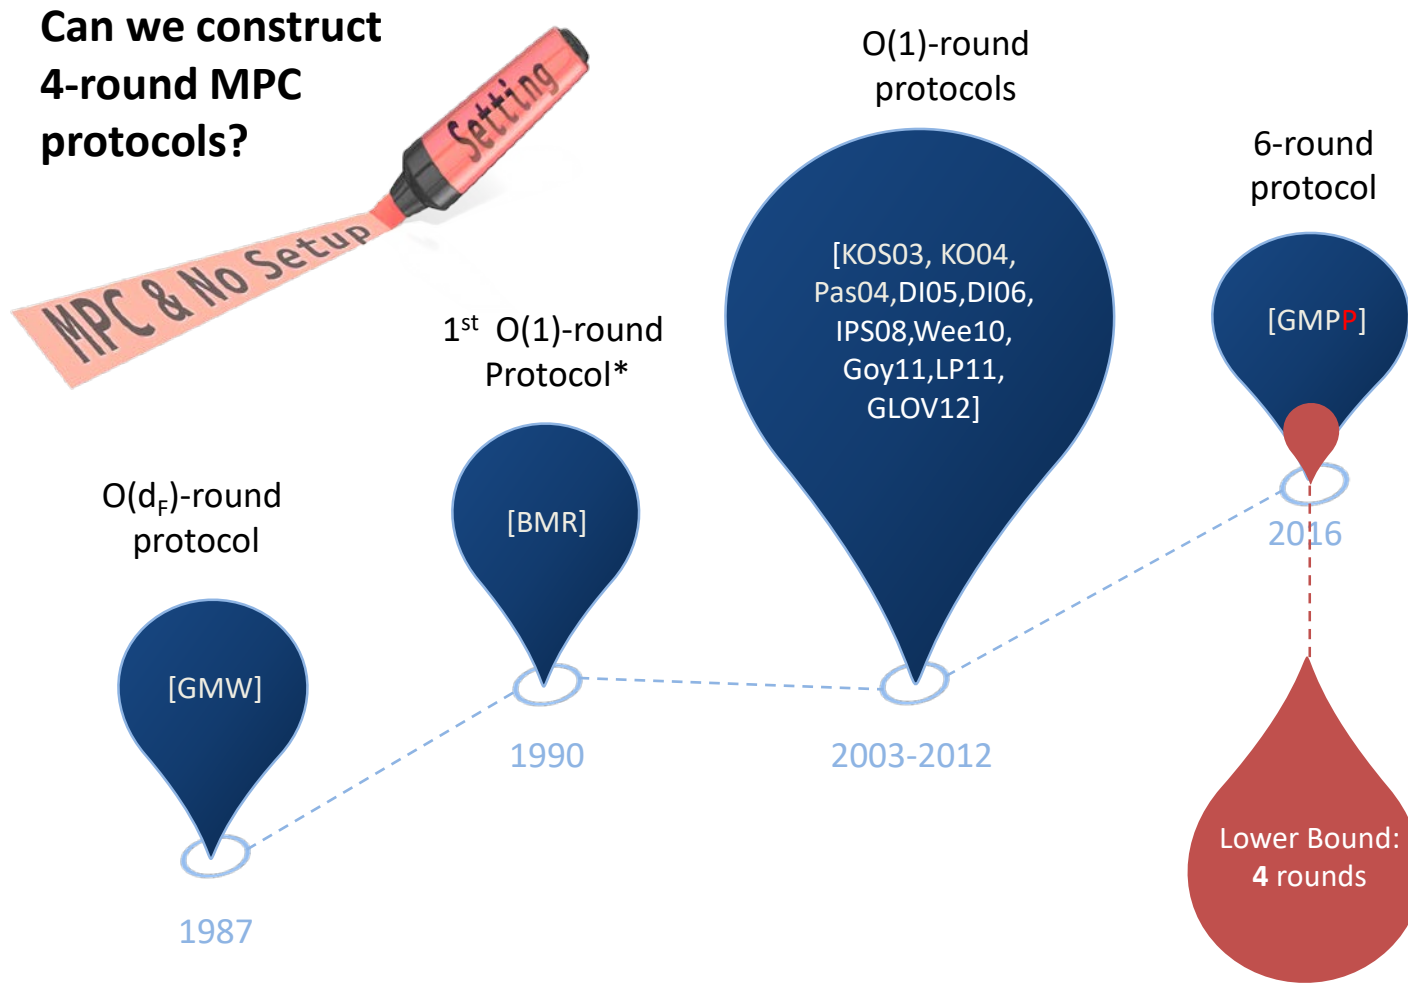 Can we construct
4-round MPC
protocols?
Setting
MPC & No Setup
O(d_F)-round
protocol
[GMW]
1987
1st O(1)-round
Protocol*
[BMR]
1990
O(1)-round
protocols
[KOS03, KO04,
Pas04,DI05,DI06,
IPS08,Wee10,
Goy11,LP11,
GLOV12]
2003-2012
6-round
protocol
[GMPP]
2016
Lower Bound:
4 rounds